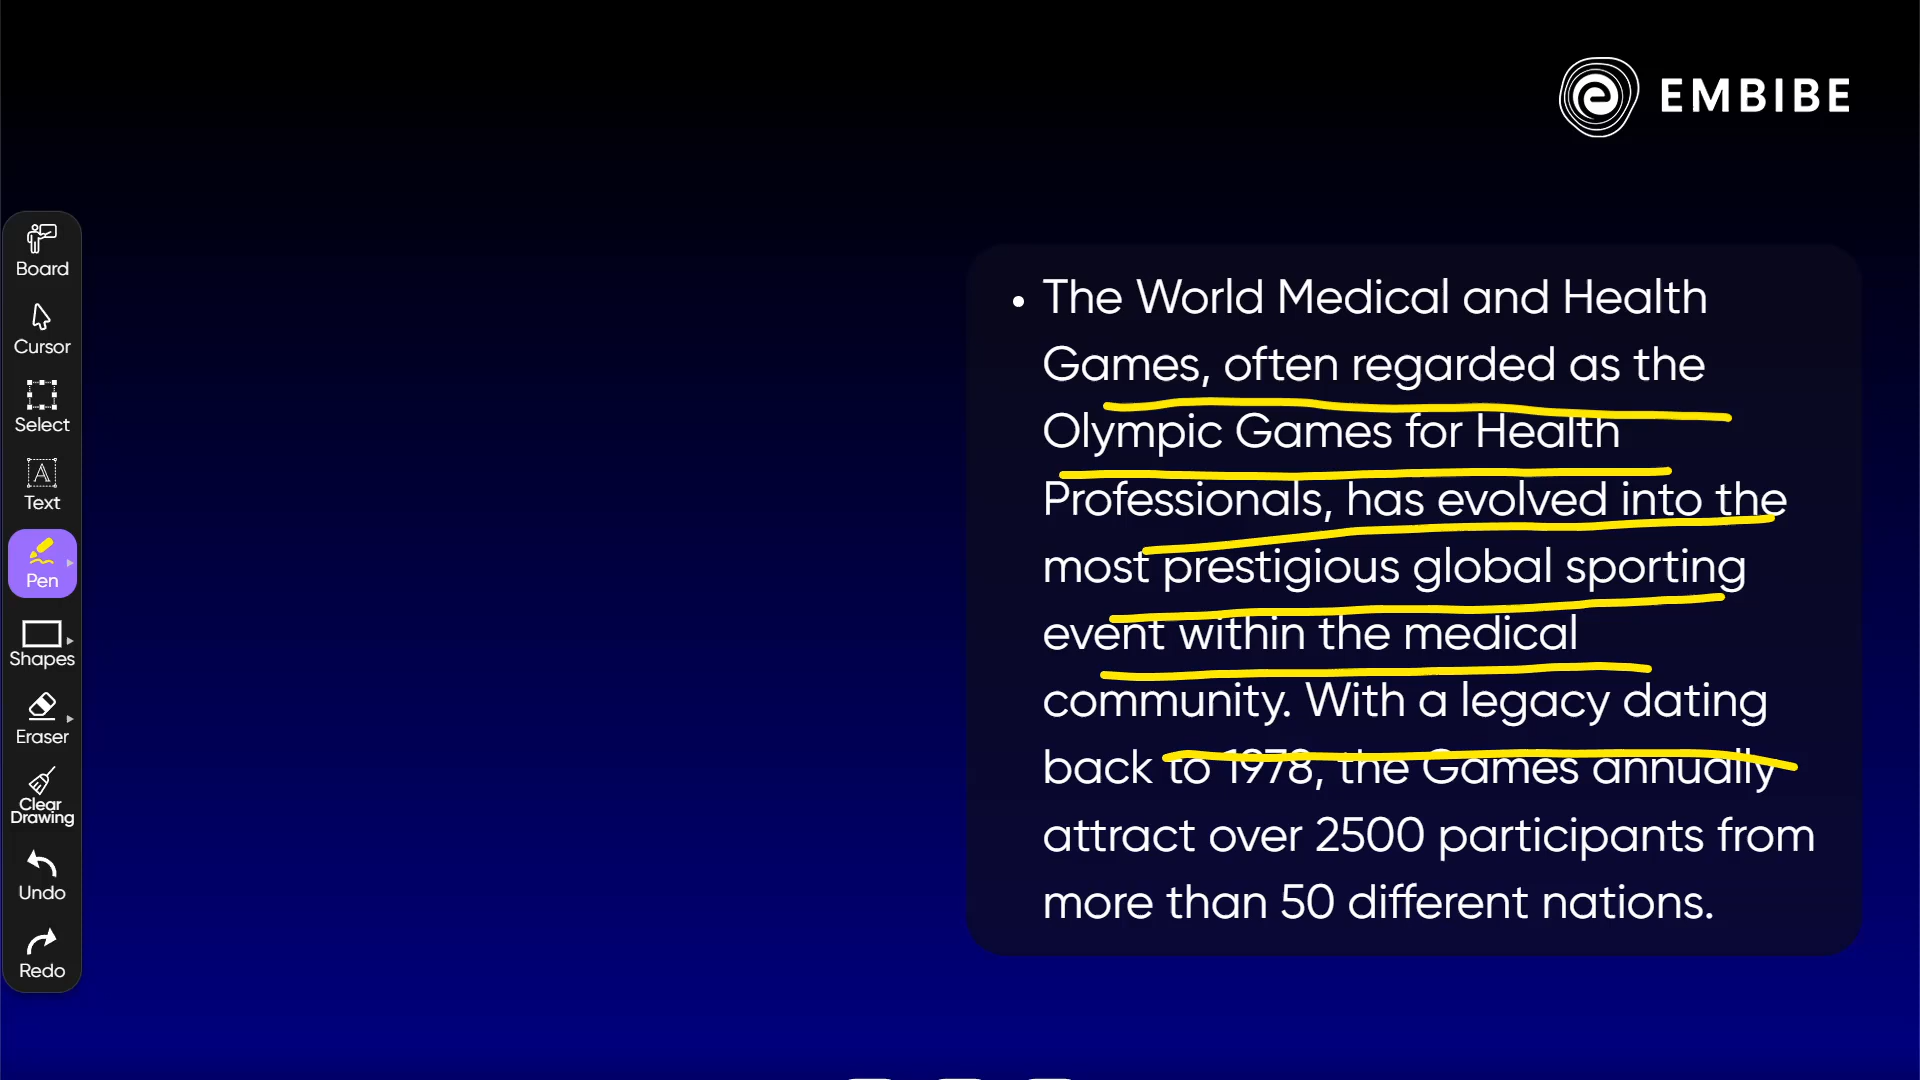 EMBIBE
Board
Cursor
Select
Text
Pen
Shapes
Eraser
Clear
Drawing
Undo
Redo
• The World Medical and Health
Games, often regarded as the
Olympic Games for Health
Professionals, has evolved into the
most prestigious global sporting
event within the medical
community. With a legacy dating
back to 1978, the Games annually
attract over 2500 participants from
more than 50 different nations.